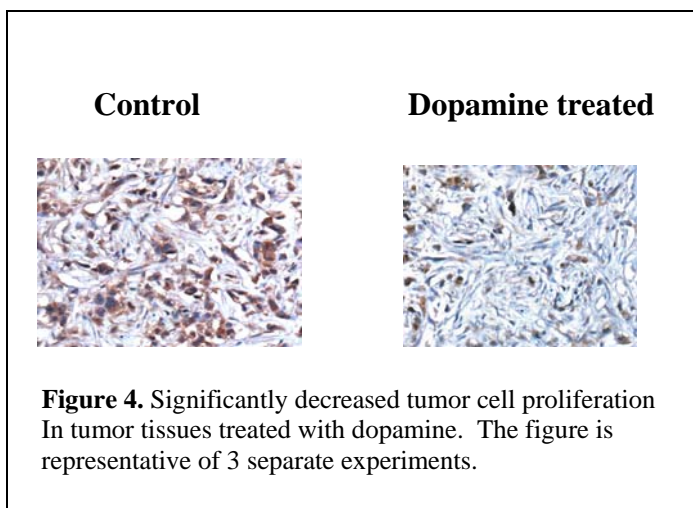 Control Dopamine treated
Figure 4. Significantly decreased tumor cell proliferation
In tumor tissues treated with dopamine. The figure is
representative of 3 separate experiments.